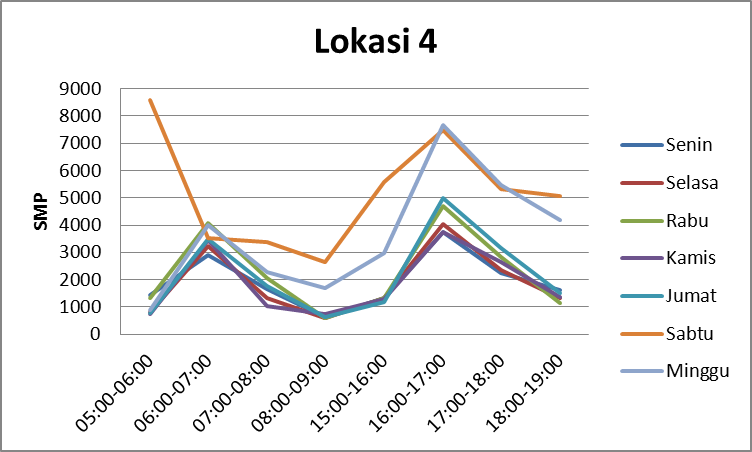 Lokasi 4
9000
8000
7000
6000
5000
4000
3000
2000
1000
0
SMP
05:00-06:00
06:00-07:00
07:00-08:00
08:00-09:00
15:00-16:00
16:00-17:00
17:00-18:00
18:00-19:00
Senin
Selasa
Rabu
Kamis
Jumat
Sabtu
Minggu